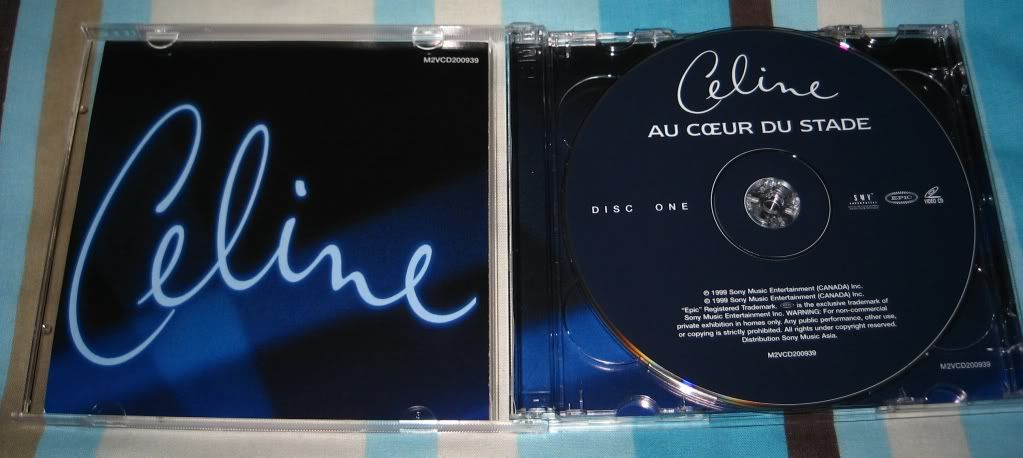 M2VCD200939
Celine
Celine
AU CŒUR DU STADE
DISC ONE
SMV
EPIC
VIDEO CD
℗ 1999 Sony Music Entertainment (CANADA) Inc.
© 1999 Sony Music Entertainment (CANADA) Inc.
"Epic" Registered Trademark. is the exclusive trademark of
Sony Music Entertainment Inc. WARNING: For non-commercial
private exhibition in homes only. Any public performance, other use,
or copying is strictly prohibited. All rights under copyright reserved.
Distribution Sony Music Asia.
M2VCD200939
M2VCD200939